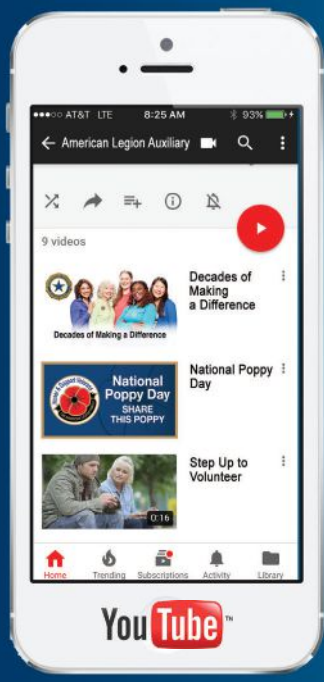 AT&T LTE 8:25 AM 93%
American Legion Auxiliary
9 videos
Decades of
Making
a Difference
Decades of Making a Difference
National Poppy
Day
National
Poppy Day
SHARE
THIS POPPY
Step Up to
Volunteer
0:16
Home Trending Subscriptions Activity Library
YouTube™